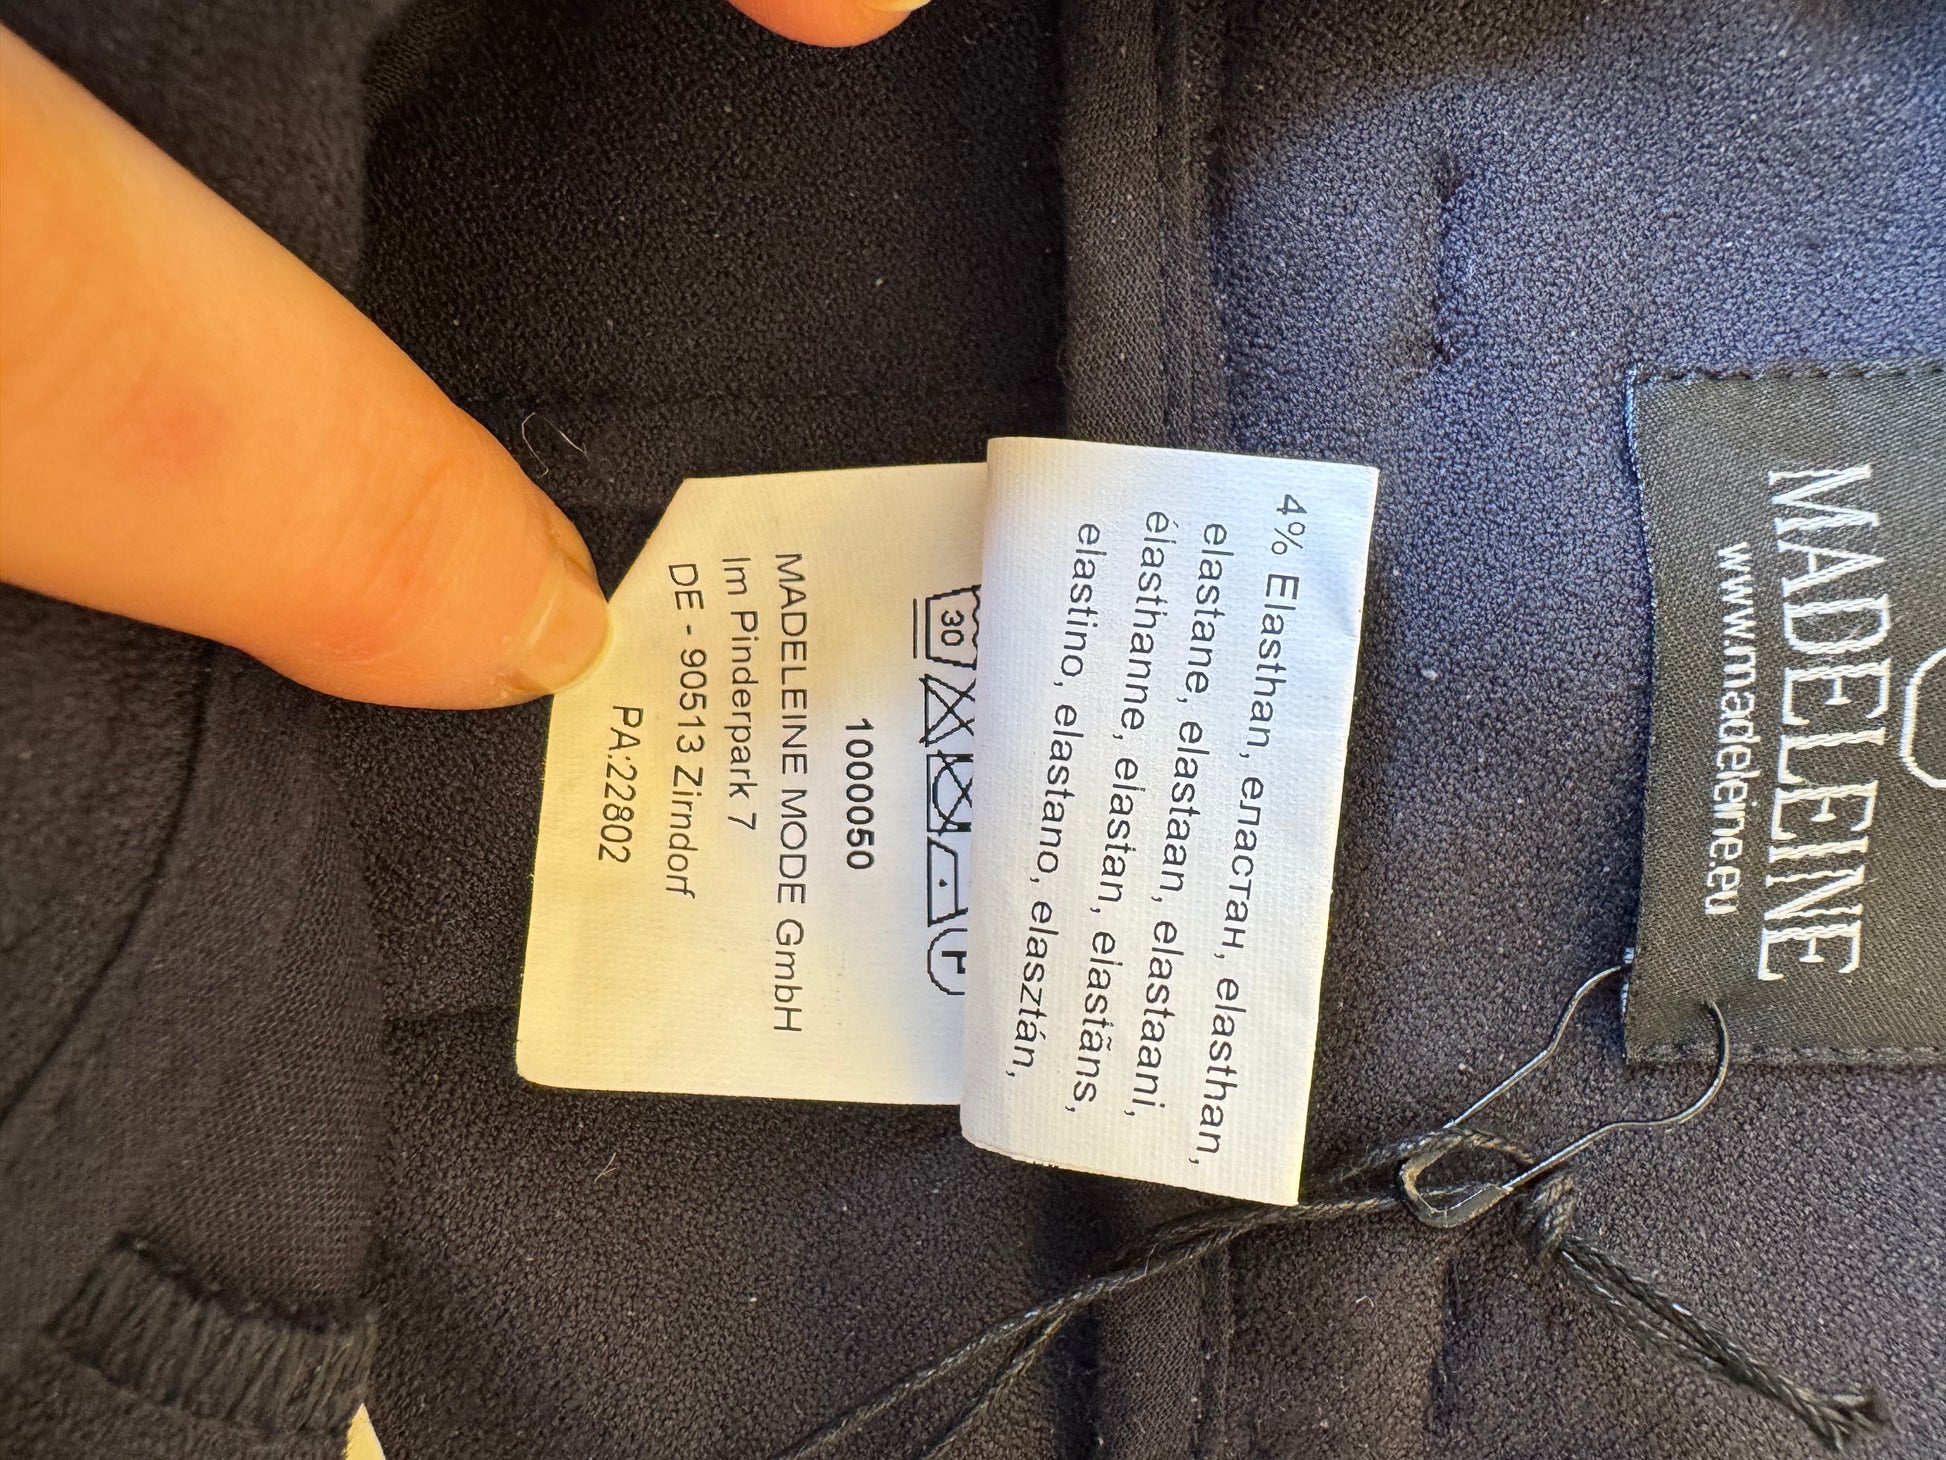 MADELEINE
www.madeleine.eu
4% Elasthan, еластан, elasthan,
elastane, elastaan, elastaani,
élasthanne, elastan, elastāns,
elastino, elastano, elasztán,
30
P
1000050
MADELEINE MODE GmbH
Im Pinderpark 7
DE - 90513 Zirndorf
PA:22802